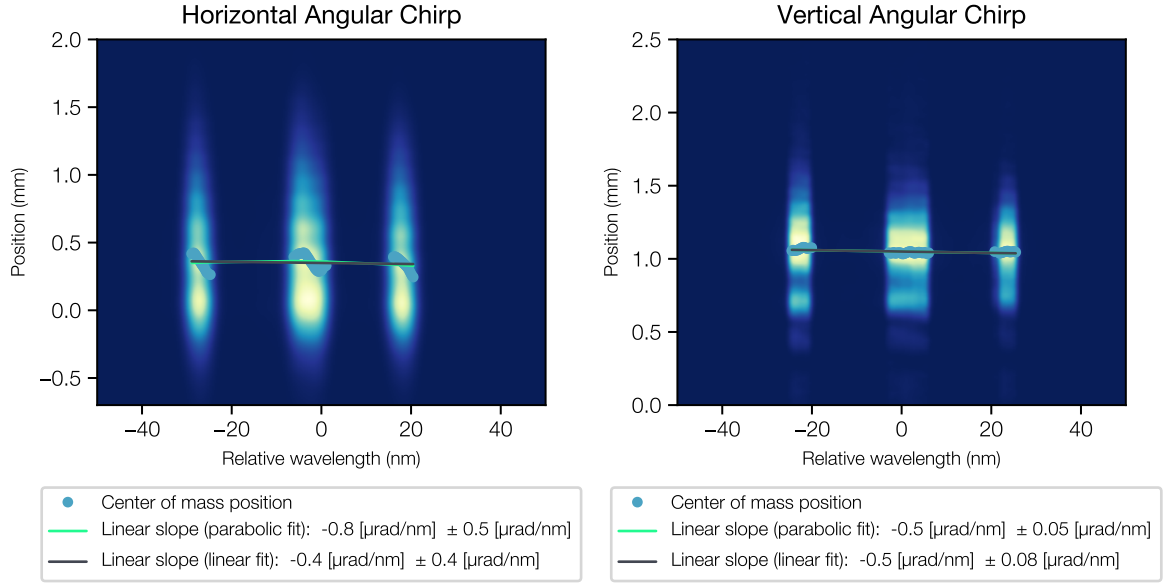 Horizontal Angular Chirp
2.0
1.5
1.0
0.5
0.0
−0.5
Position (mm)
−40
−20
0
20
40
Relative wavelength (nm)
Center of mass position
Linear slope (parabolic fit): -0.8 [μrad/nm] ± 0.5 [μrad/nm]
Linear slope (linear fit): -0.4 [μrad/nm] ± 0.4 [μrad/nm]
Vertical Angular Chirp
2.5
2.0
1.5
1.0
0.5
0.0
Position (mm)
−40
−20
0
20
40
Relative wavelength (nm)
Center of mass position
Linear slope (parabolic fit): -0.5 [μrad/nm] ± 0.05 [μrad/nm]
Linear slope (linear fit): -0.5 [μrad/nm] ± 0.08 [μrad/nm]